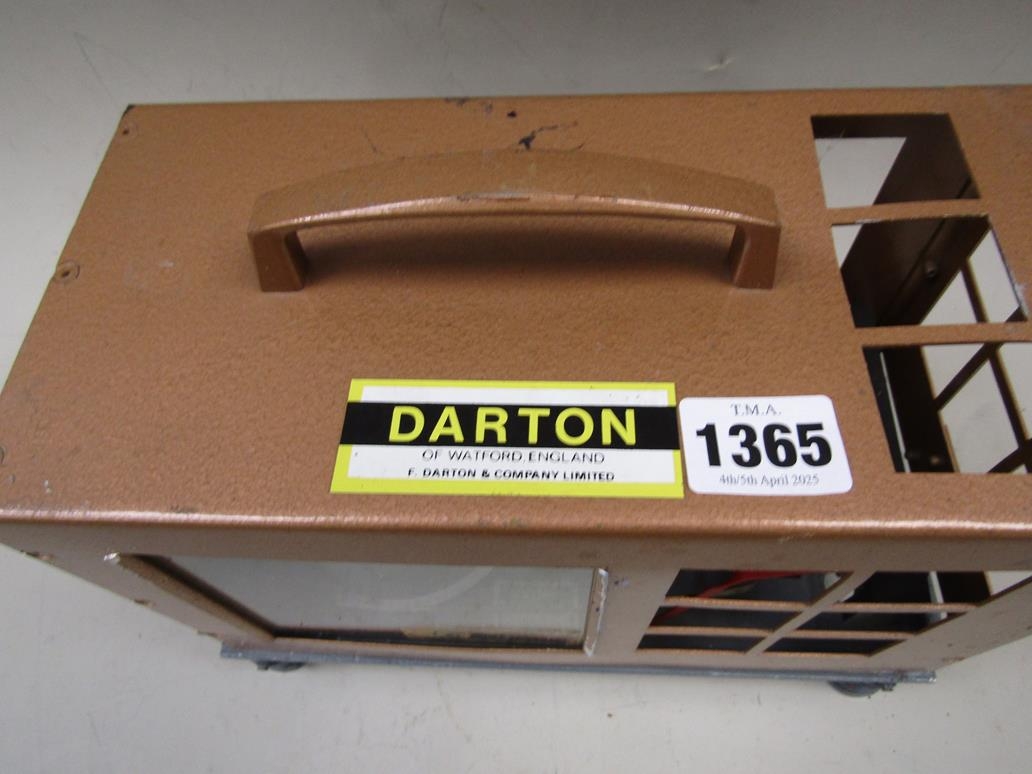 DARTON
OF WATFORD, ENGLAND
F. DARTON & COMPANY LIMITED
T.M.A.
1365
4th/5th April 2025